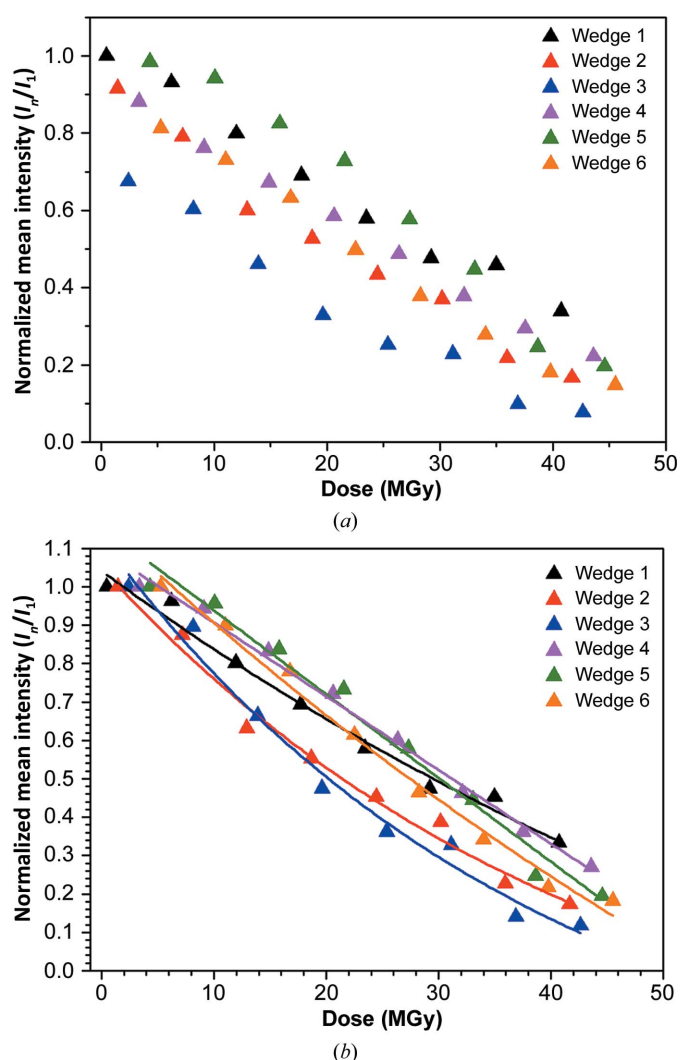 Normalized mean intensity (Iₙ/I₁)
1.0
0.8
0.6
0.4
0.2
0.0
Wedge 1
Wedge 2
Wedge 3
Wedge 4
Wedge 5
Wedge 6
0 10 20 30 40 50
Dose (MGy)
(a)
Normalized mean intensity (Iₙ/I₁)
1.1
1.0
0.9
0.8
0.7
0.6
0.5
0.4
0.3
0.2
0.1
0.0
Wedge 1
Wedge 2
Wedge 3
Wedge 4
Wedge 5
Wedge 6
0 10 20 30 40 50
Dose (MGy)
(b)